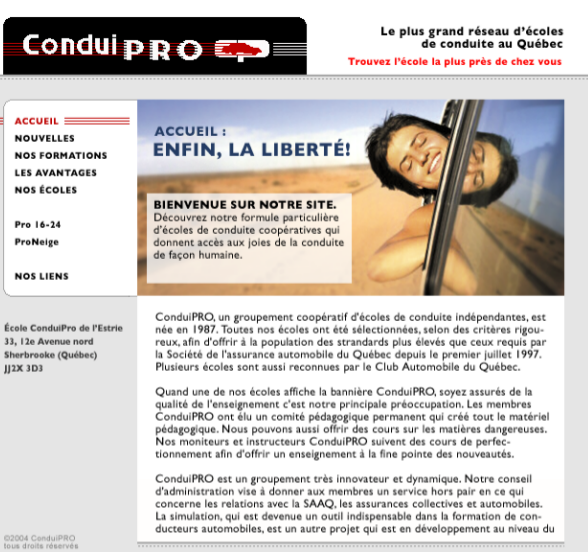 ConduiPRO
Le plus grand réseau d'écoles
de conduite au Québec
Trouvez l'école la plus près de chez vous
ACCUEIL
NOUVELLES
NOS FORMATIONS
LES AVANTAGES
NOS ÉCOLES
Pro 16-24
ProNeige
NOS LIENS
École ConduiPro de l'Estrie
33, 12e Avenue nord
Sherbrooke (Québec)
JJ2X 3D3
©2004 ConduiPRO
tous droits réservés
ACCUEIL :
ENFIN, LA LIBERTÉ!
BIENVENUE SUR NOTRE SITE.
Découvrez notre formule particulière
d'écoles de conduite coopératives qui
donnent accès aux joies de la conduite
de façon humaine.
ConduiPRO, un groupement coopératif d'écoles de conduite indépendantes, est
née en 1987. Toutes nos écoles ont été sélectionnées, selon des critères rigou-
reux, afin d'offrir à la population des strandards plus élevés que ceux requis par
la Société de l'assurance automobile du Québec depuis le premier juillet 1997.
Plusieurs écoles sont aussi reconnues par le Club Automobile du Québec.
Quand une de nos écoles affiche la bannière ConduiPRO, soyez assurés de la
qualité de l'enseignement c'est notre principale préoccupation. Les membres
ConduiPRO ont élu un comité pédagogique permanent qui créé tout le matériel
pédagogique. Nous pouvons aussi offrir des cours sur les matières dangereuses.
Nos moniteurs et instructeurs ConduiPRO suivent des cours de perfec-
tionnement afin d'offrir un enseignement à la fine pointe des nouveautés.
ConduiPRO est un groupement très innovateur et dynamique. Notre conseil
d'administration vise à donner aux membres un service hors pair en ce qui
concerne les relations avec la SAAQ, les assurances collectives et automobiles.
La simulation, qui est devenue un outil indispensable dans la formation de con-
ducteurs automobiles, est un autre projet qui est en développement au niveau du